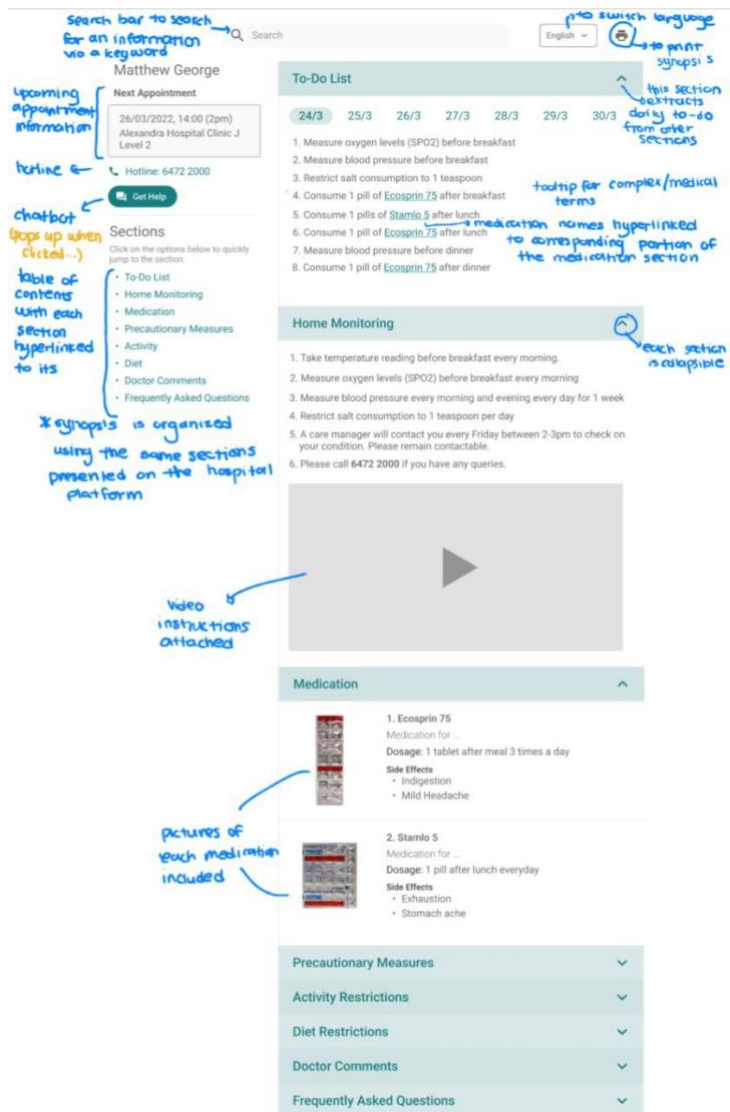 search bar to search
for an information
via a keyword
Search
English
to switch language
to print
synopsis
Matthew George
Next Appointment
26/03/2022, 14:00 (2pm)
Alexandra Hospital Clinic J
Level 2
upcoming
appointment
information
hotline
Hotline: 6472 2000
Get Help
chatbot
(pops up when
clicked...)
Sections
Click on the options below to quickly
jump to the section
• To-Do List
• Home Monitoring
• Medication
• Precautionary Measures
• Activity
• Diet
• Doctor Comments
• Frequently Asked Questions
table of
contents
with each
section
hyperlinked
to its
* synopsis is organized
using the same sections
presented on the hospital
platform
To-Do List
this section
extracts
daily to-do
from other
sections
24/3 25/3 26/3 27/3 28/3 29/3 30/3
1. Measure oxygen levels (SPO2) before breakfast
2. Measure blood pressure before breakfast
3. Restrict salt consumption to 1 teaspoon
4. Consume 1 pill of Ecosprin 75 after breakfast
5. Consume 1 pills of Stamlo 5 after lunch
6. Consume 1 pill of Ecosprin 75 after lunch
7. Measure blood pressure before dinner
8. Consume 1 pill of Ecosprin 75 after dinner
tooltip for complex/medical
terms
medication names hyperlinked
to corresponding portion of
the medication section
Home Monitoring
each section
is collapsible
1. Take temperature reading before breakfast every morning.
2. Measure oxygen levels (SPO2) before breakfast every morning
3. Measure blood pressure every morning and evening every day for 1 week
4. Restrict salt consumption to 1 teaspoon per day
5. A care manager will contact you every Friday between 2-3pm to check on
your condition. Please remain contactable.
6. Please call 6472 2000 if you have any queries.
video
instructions
attached
Medication
1. Ecosprin 75
Medication for ...
Dosage: 1 tablet after meal 3 times a day
Side Effects
• Indigestion
• Mild Headache
pictures of
each medication
included
2. Stamlo 5
Medication for ...
Dosage: 1 pill after lunch everyday
Side Effects
• Exhaustion
• Stomach ache
Precautionary Measures
Activity Restrictions
Diet Restrictions
Doctor Comments
Frequently Asked Questions